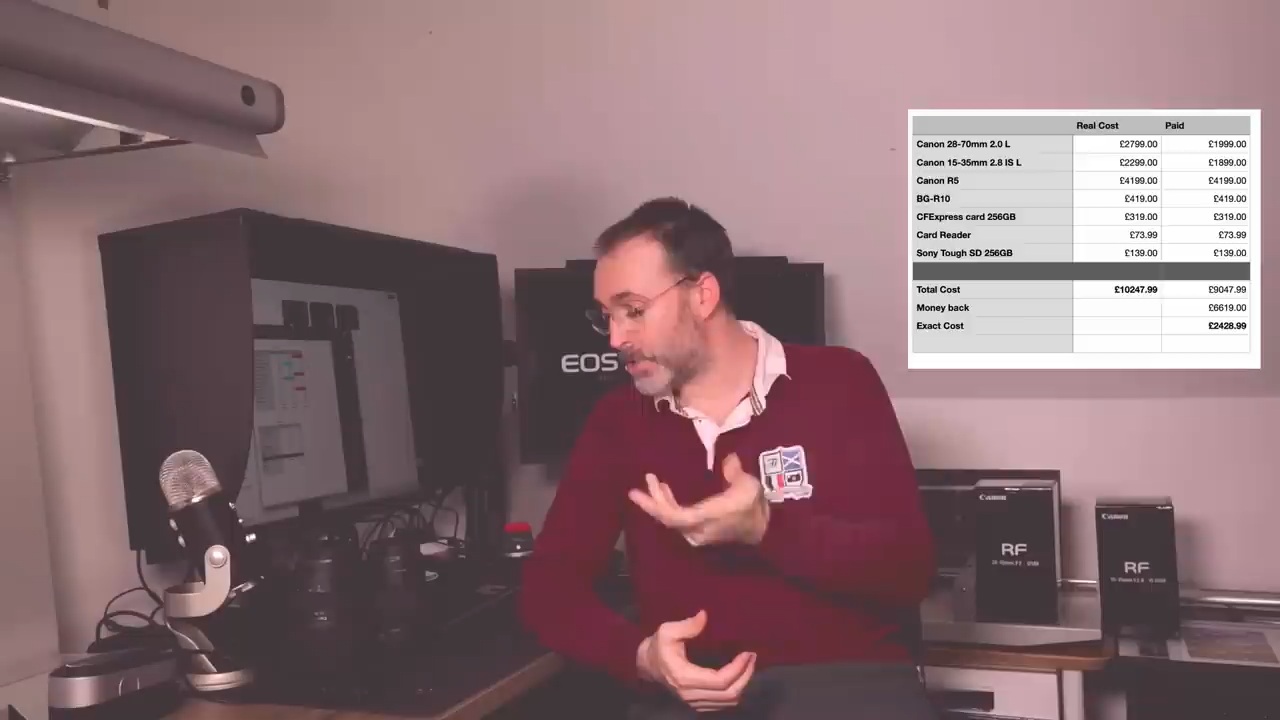 Real Cost Paid
Canon 28-70mm 2.0 L £2799.00 £1999.00
Canon 15-35mm 2.8 IS L £2299.00 £1899.00
Canon R5 £4199.00 £4199.00
BG-R10 £419.00 £419.00
CFExpress card 256GB £319.00 £319.00
Card Reader £73.99 £73.99
Sony Tough SD 256GB £139.00 £139.00
Total Cost £10247.99 £9047.99
Money back £6619.00
Exact Cost £2428.99
EOS
Canon
RF
Canon
RF